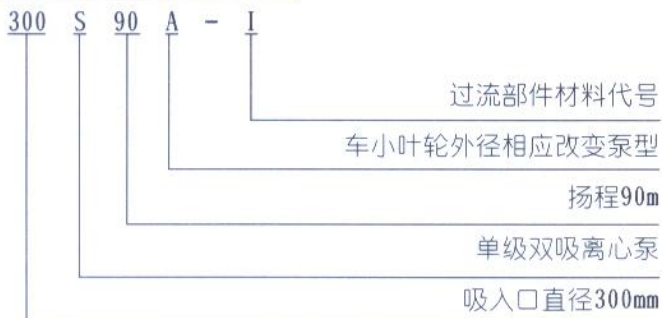 300 S 90 A - I
过流部件材料代号
车小叶轮外径相应改变泵型
扬程90m
单级双吸离心泵
吸入口直径300mm